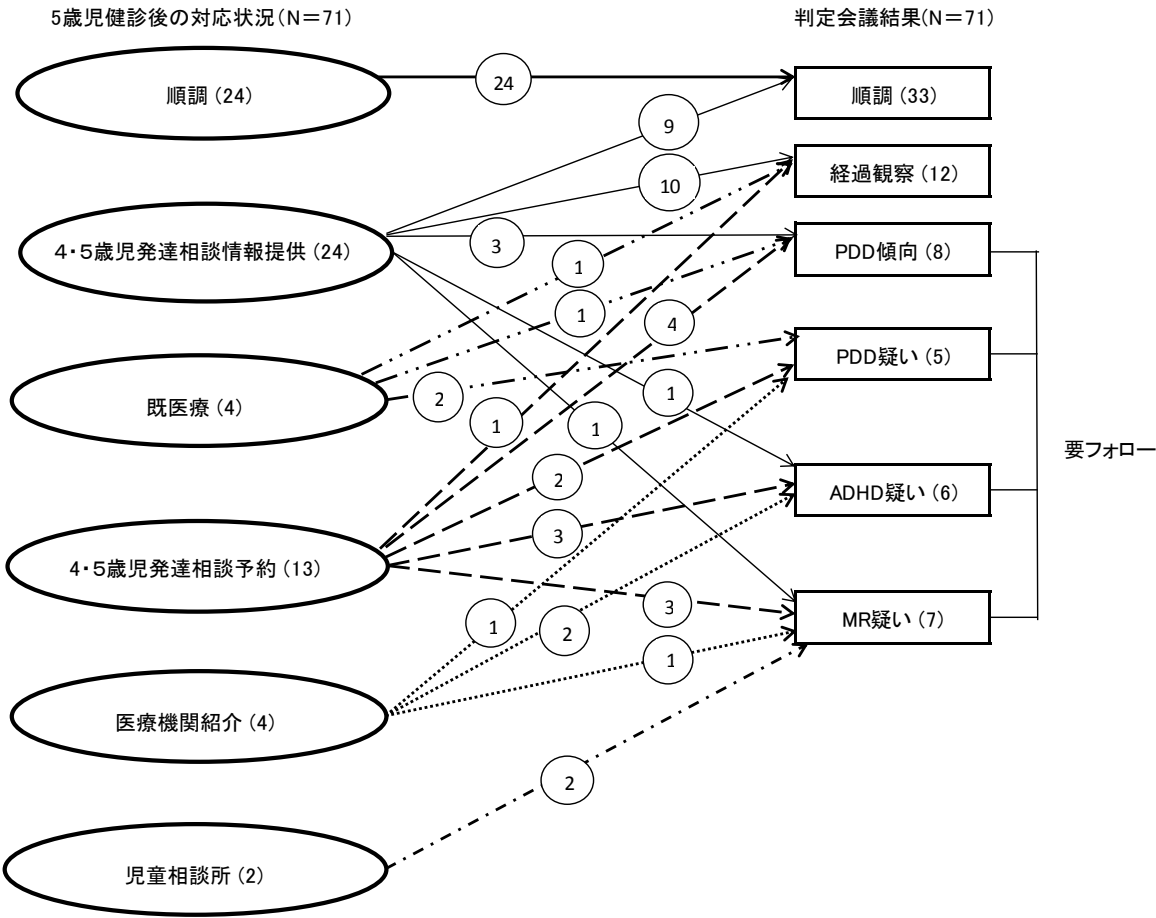 5歳児健診後の対応状況(N=71)
判定会議結果(N=71)
順調(24)
24
順調(33)
9
経過観察(12)
10
4・5歳児発達相談情報提供(24)
3
PDD傾向(8)
1
1
4
PDD疑い(5)
既医療(4)
2
1
1
1
要フォロー
2
ADHD疑い(6)
3
4・5歳児発達相談予約(13)
3
MR疑い(7)
1
2
1
医療機関紹介(4)
2
児童相談所(2)